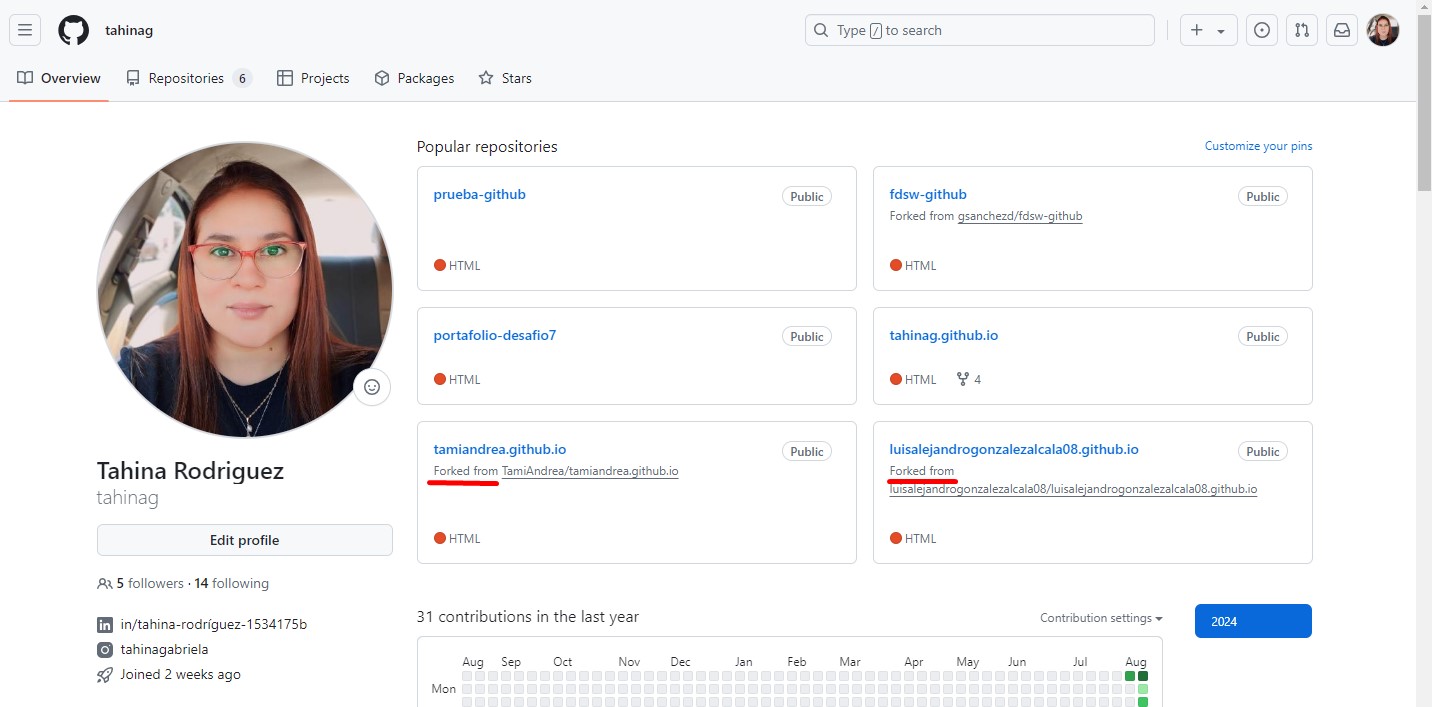 tahinag
Type / to search
Overview
Repositories 6
Projects
Packages
Stars
Tahina Rodriguez
tahinag
Edit profile
5 followers · 14 following
in/tahina-rodríguez-1534175b
tahinagabriela
Joined 2 weeks ago
Popular repositories
Customize your pins
prueba-github
Public
HTML
fdsw-github
Public
Forked from gsanchezd/fdsw-github
HTML
portafolio-desafio7
Public
HTML
tahinag.github.io
Public
HTML 4
tamiandrea.github.io
Public
Forked from TamiAndrea/tamiandrea.github.io
HTML
luisalejandrogonzalezalcala08.github.io
Public
Forked from
luisalejandrogonzalezalcala08/luisalejandrogonzalezalcala08.github.io
HTML
31 contributions in the last year
Contribution settings
2024
Aug Sep Oct Nov Dec Jan Feb Mar Apr May Jun Jul Aug
Mon